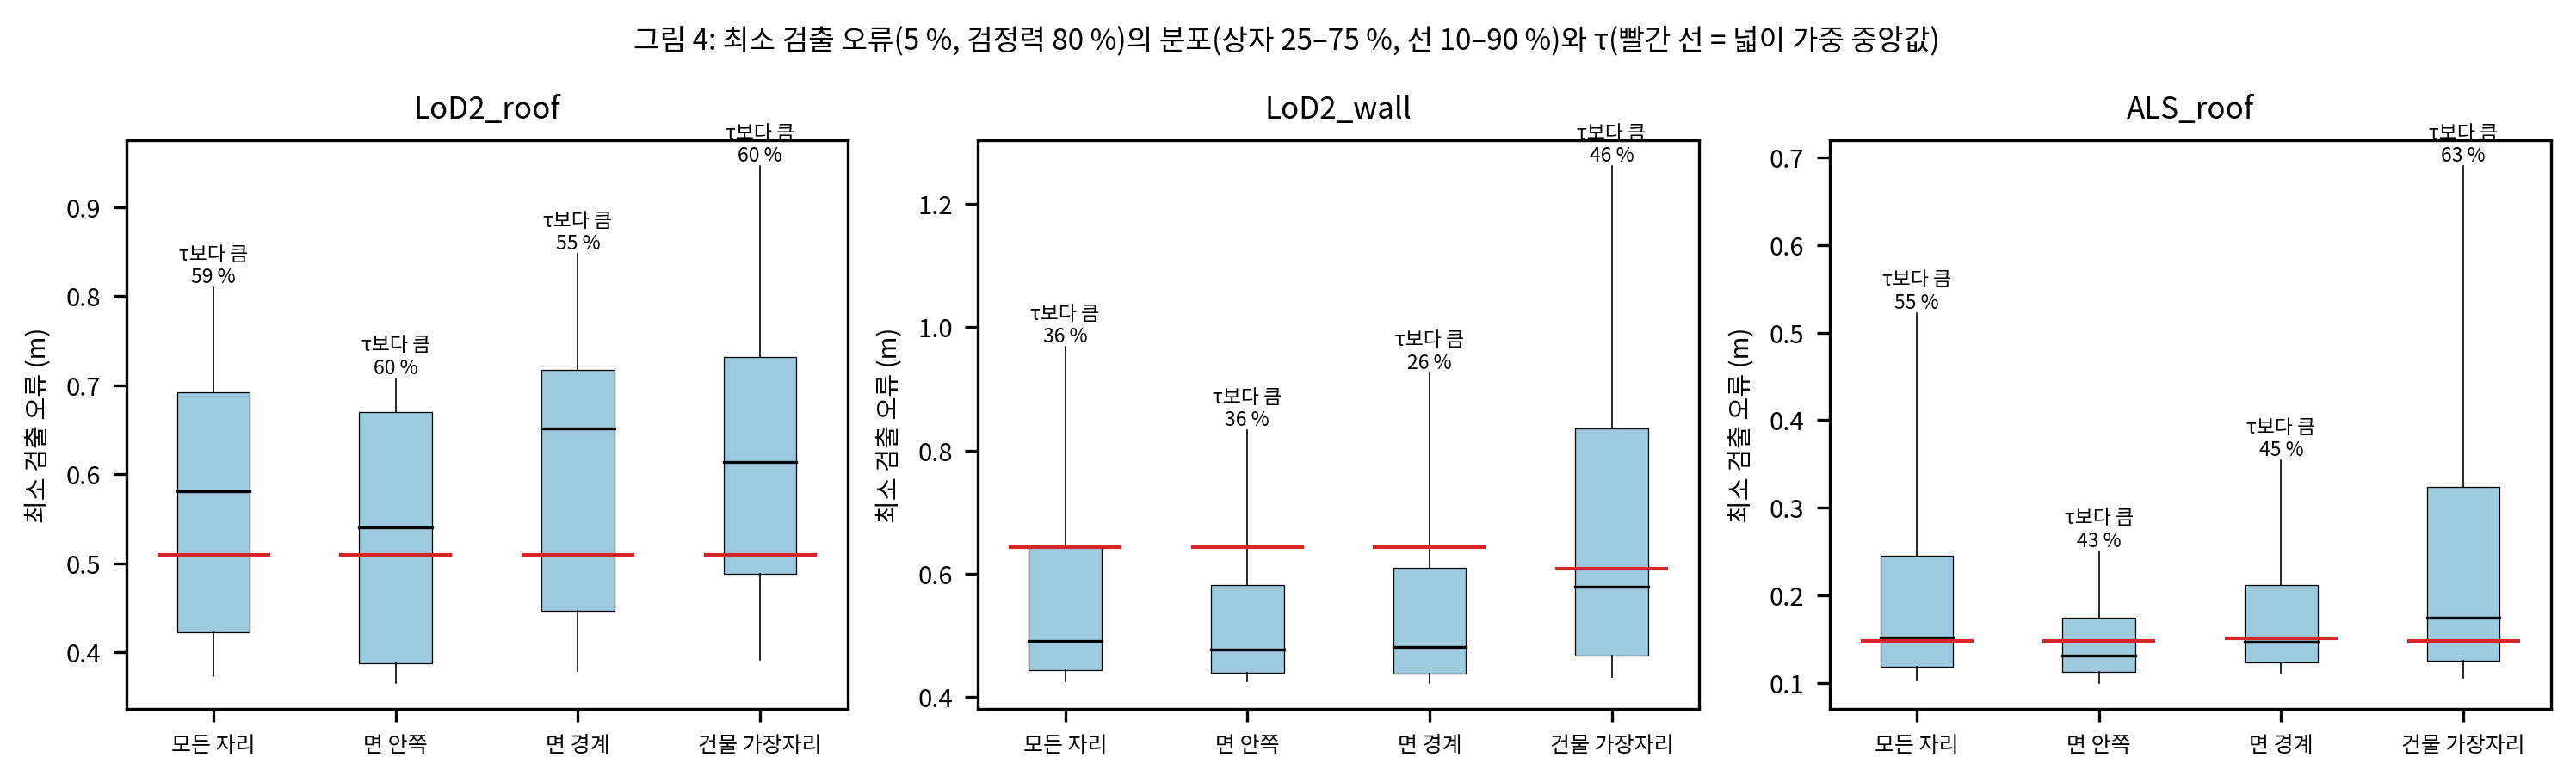 그림 4: 최소 검출 오류(5 %, 검정력 80 %)의 분포(상자 25–75 %, 선 10–90 %)와 τ(빨간 선 = 넓이 가중 중앙값)
LoD2_roof
최소 검출 오류 (m)
0.9
0.8
0.7
0.6
0.5
0.4
τ보다 큼
59 %
τ보다 큼
60 %
τ보다 큼
55 %
τ보다 큼
60 %
모든 자리
면 안쪽
면 경계
건물 가장자리
LoD2_wall
최소 검출 오류 (m)
1.2
1.0
0.8
0.6
0.4
τ보다 큼
36 %
τ보다 큼
36 %
τ보다 큼
26 %
τ보다 큼
46 %
모든 자리
면 안쪽
면 경계
건물 가장자리
ALS_roof
최소 검출 오류 (m)
0.7
0.6
0.5
0.4
0.3
0.2
0.1
τ보다 큼
55 %
τ보다 큼
43 %
τ보다 큼
45 %
τ보다 큼
63 %
모든 자리
면 안쪽
면 경계
건물 가장자리